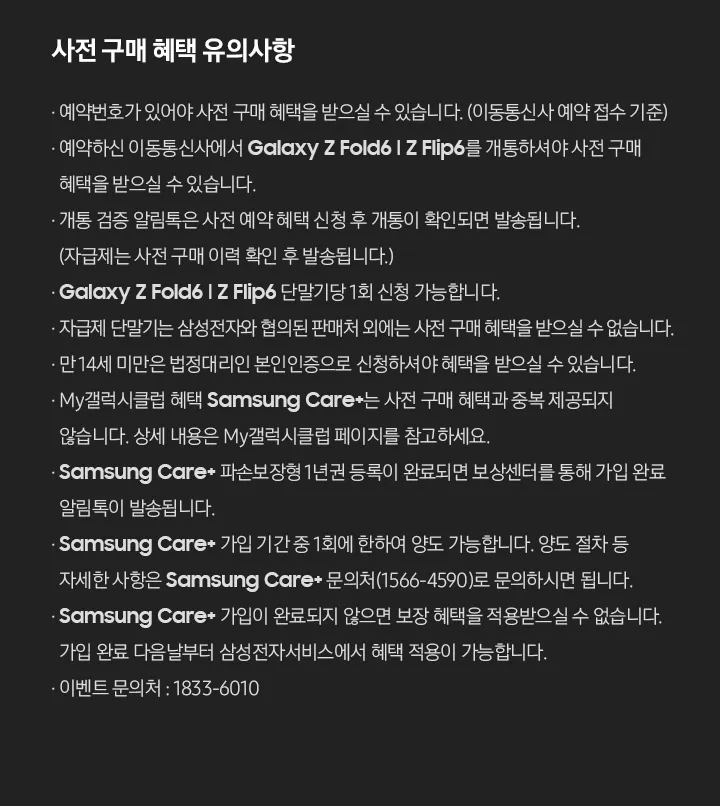 사전 구매 혜택 유의사항
· 예약번호가 있어야 사전 구매 혜택을 받으실 수 있습니다. (이동통신사 예약 접수 기준)
· 예약하신 이동통신사에서 Galaxy Z Fold6 | Z Flip6를 개통하셔야 사전 구매
혜택을 받으실 수 있습니다.
· 개통 검증 알림톡은 사전 예약 혜택 신청 후 개통이 확인되면 발송됩니다.
(자급제는 사전 구매 이력 확인 후 발송됩니다.)
· Galaxy Z Fold6 | Z Flip6 단말기당 1회 신청 가능합니다.
· 자급제 단말기는 삼성전자와 협의된 판매처 외에는 사전 구매 혜택을 받으실 수 없습니다.
· 만 14세 미만은 법정대리인 본인인증으로 신청하셔야 혜택을 받으실 수 있습니다.
· My갤럭시클럽 혜택 Samsung Care+는 사전 구매 혜택과 중복 제공되지
않습니다. 상세 내용은 My갤럭시클럽 페이지를 참고하세요.
· Samsung Care+ 파손보장형 1년권 등록이 완료되면 보상센터를 통해 가입 완료
알림톡이 발송됩니다.
· Samsung Care+ 가입 기간 중 1회에 한하여 양도 가능합니다. 양도 절차 등
자세한 사항은 Samsung Care+ 문의처(1566-4590)로 문의하시면 됩니다.
· Samsung Care+ 가입이 완료되지 않으면 보장 혜택을 적용받으실 수 없습니다.
가입 완료 다음날부터 삼성전자서비스에서 혜택 적용이 가능합니다.
· 이벤트 문의처 : 1833-6010